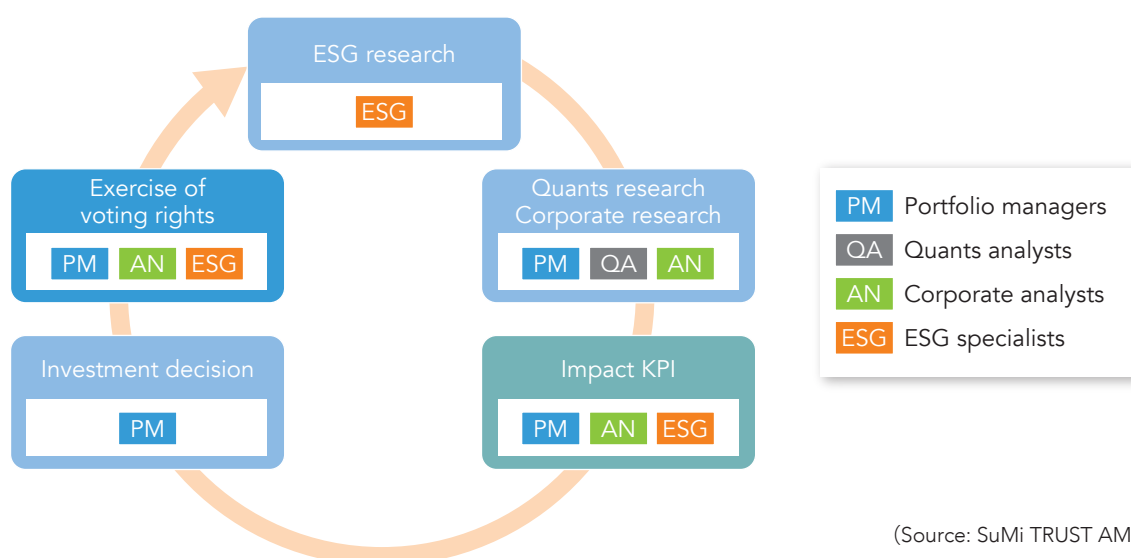 ESG research
ESG
Exercise of
voting rights
PM AN ESG
Quants research
Corporate research
PM QA AN
Investment decision
PM
Impact KPI
PM AN ESG
PM Portfolio managers
QA Quants analysts
AN Corporate analysts
ESG ESG specialists
(Source: SuMi TRUST AM